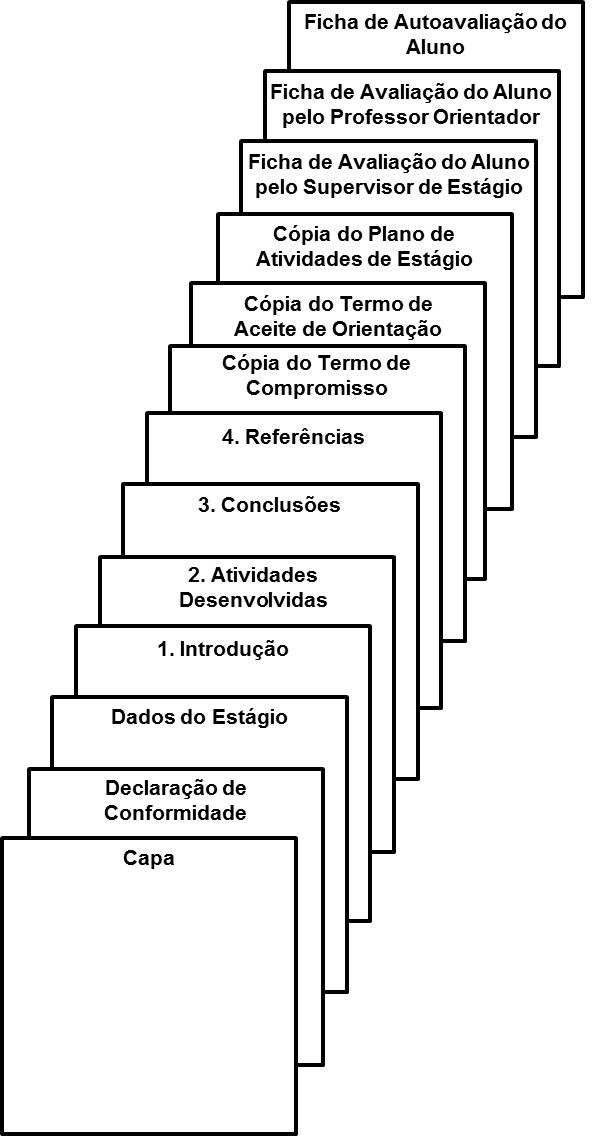 Ficha de Autoavaliação do
Aluno
Ficha de Avaliação do Aluno
pelo Professor Orientador
Ficha de Avaliação do Aluno
pelo Supervisor de Estágio
Cópia do Plano de
Atividades de Estágio
Cópia do Termo de
Aceite de Orientação
Cópia do Termo de
Compromisso
4. Referências
3. Conclusões
2. Atividades
Desenvolvidas
1. Introdução
Dados do Estágio
Declaração de
Conformidade
Capa